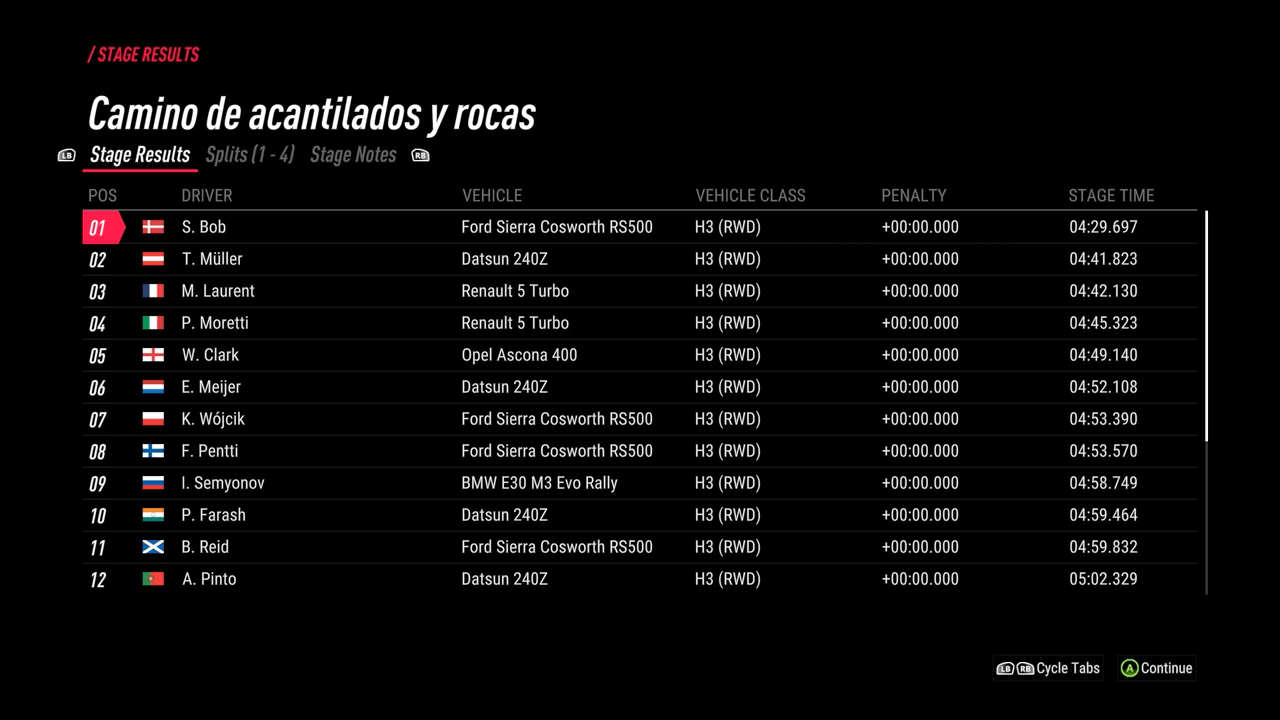 / STAGE RESULTS
Camino de acantilados y rocas
LB Stage Results Splits (1 - 4) Stage Notes RB
POS DRIVER VEHICLE VEHICLE CLASS PENALTY STAGE TIME
01 S. Bob Ford Sierra Cosworth RS500 H3 (RWD) +00:00.000 04:29.697
02 T. Müller Datsun 240Z H3 (RWD) +00:00.000 04:41.823
03 M. Laurent Renault 5 Turbo H3 (RWD) +00:00.000 04:42.130
04 P. Moretti Renault 5 Turbo H3 (RWD) +00:00.000 04:45.323
05 W. Clark Opel Ascona 400 H3 (RWD) +00:00.000 04:49.140
06 E. Meijer Datsun 240Z H3 (RWD) +00:00.000 04:52.108
07 K. Wójcik Ford Sierra Cosworth RS500 H3 (RWD) +00:00.000 04:53.390
08 F. Pentti Ford Sierra Cosworth RS500 H3 (RWD) +00:00.000 04:53.570
09 I. Semyonov BMW E30 M3 Evo Rally H3 (RWD) +00:00.000 04:58.749
10 P. Farash Datsun 240Z H3 (RWD) +00:00.000 04:59.464
11 B. Reid Ford Sierra Cosworth RS500 H3 (RWD) +00:00.000 04:59.832
12 A. Pinto Datsun 240Z H3 (RWD) +00:00.000 05:02.329
LB RB Cycle Tabs A Continue